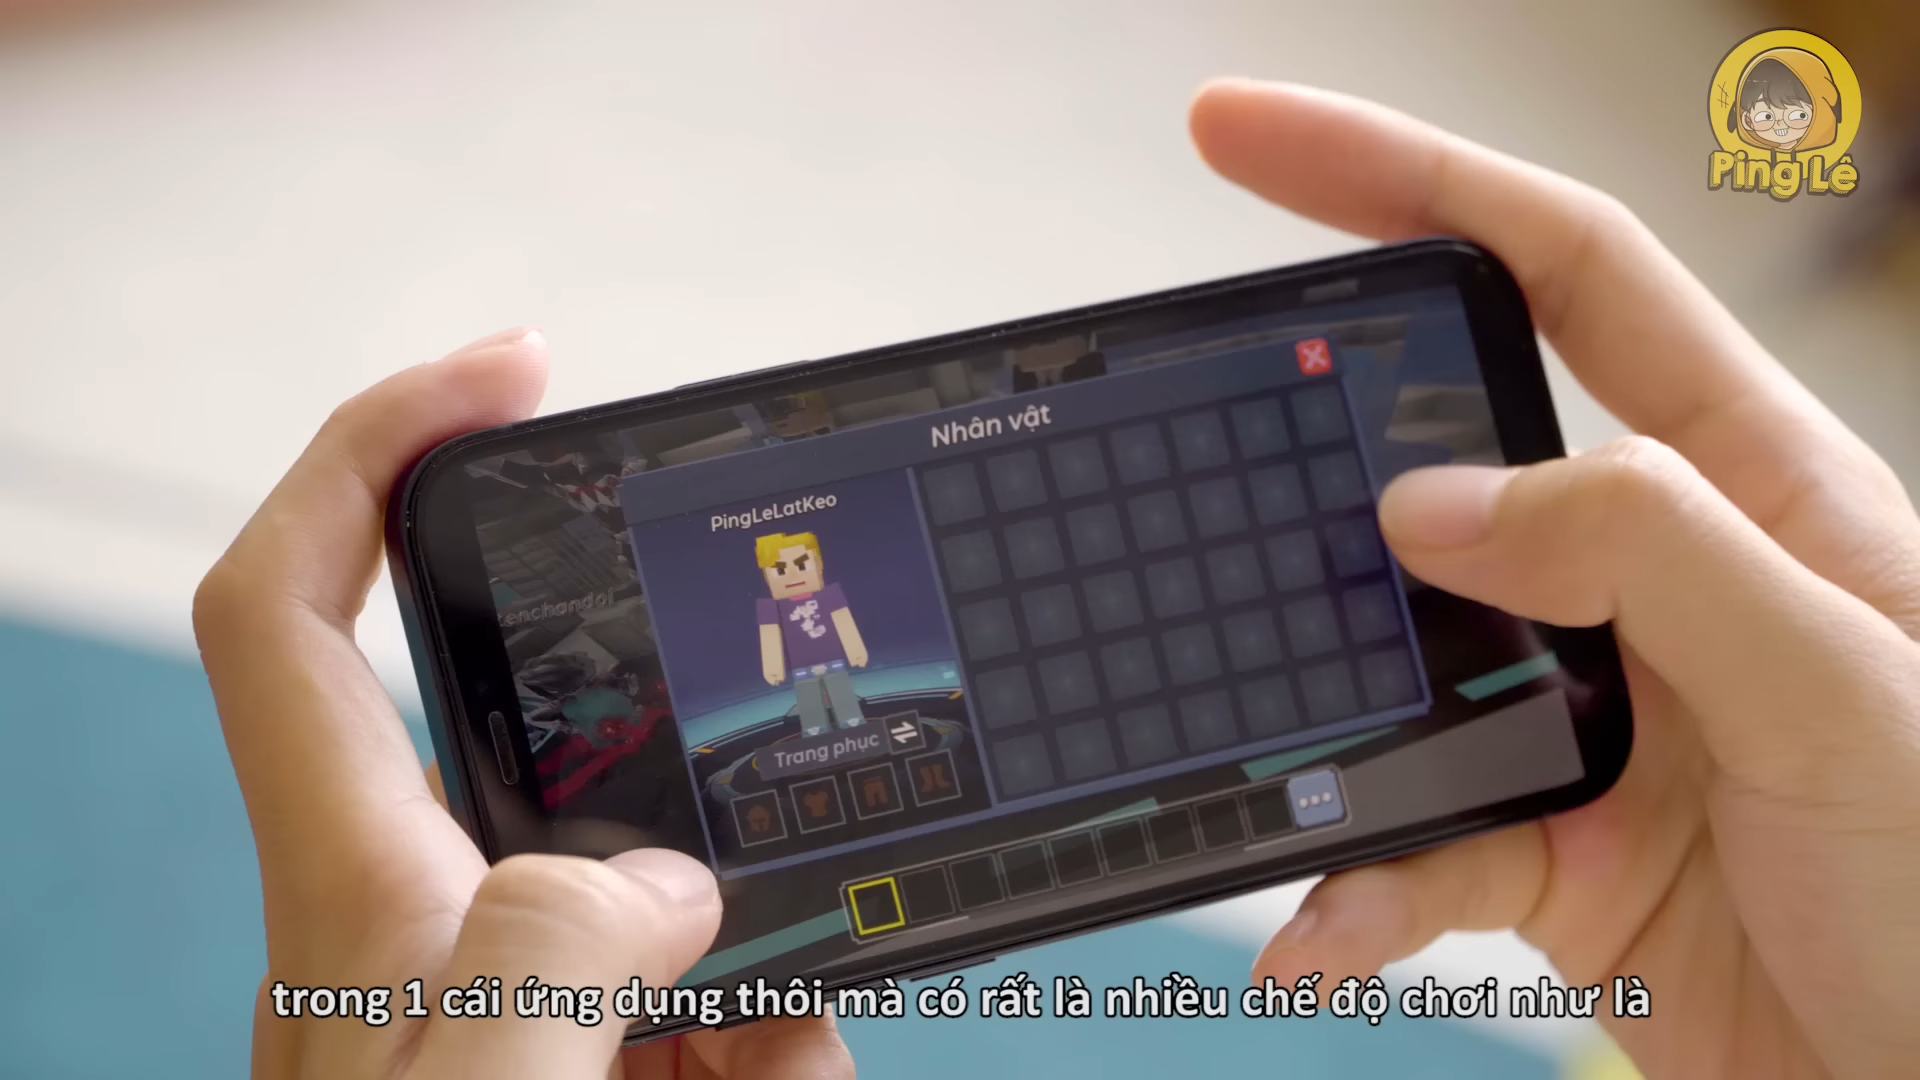 Ping Lê
Nhân vật
PingLeLatKeo
tenchandoi
Trang phục
trong 1 cái ứng dụng thôi mà có rất là nhiều chế độ chơi như là